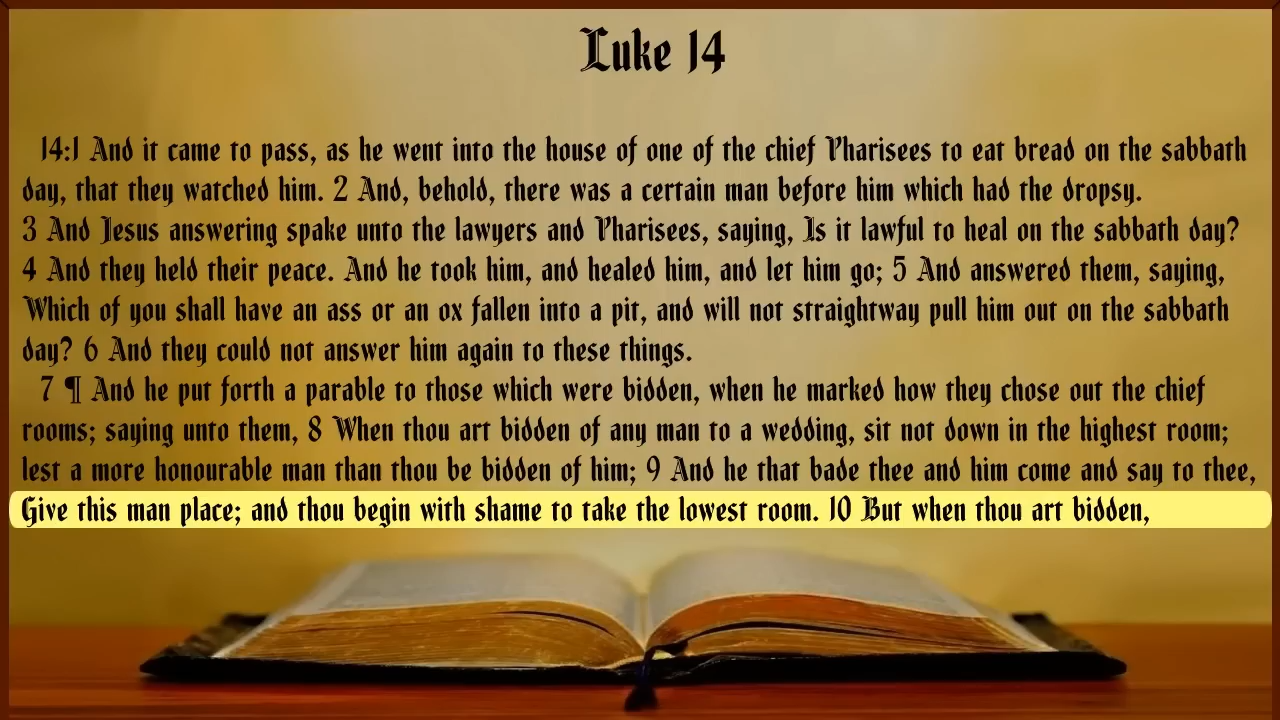 Luke 14
14:1 And it came to pass, as he went into the house of one of the chief Pharisees to eat bread on the sabbath
day, that they watched him. 2 And, behold, there was a certain man before him which had the dropsy.
3 And Jesus answering spake unto the lawyers and Pharisees, saying, Is it lawful to heal on the sabbath day?
4 And they held their peace. And he took him, and healed him, and let him go; 5 And answered them, saying,
Which of you shall have an ass or an ox fallen into a pit, and will not straightway pull him out on the sabbath
day? 6 And they could not answer him again to these things.
7 ¶ And he put forth a parable to those which were bidden, when he marked how they chose out the chief
rooms; saying unto them, 8 When thou art bidden of any man to a wedding, sit not down in the highest room;
lest a more honourable man than thou be bidden of him; 9 And he that bade thee and him come and say to thee,
Give this man place; and thou begin with shame to take the lowest room. 10 But when thou art bidden,